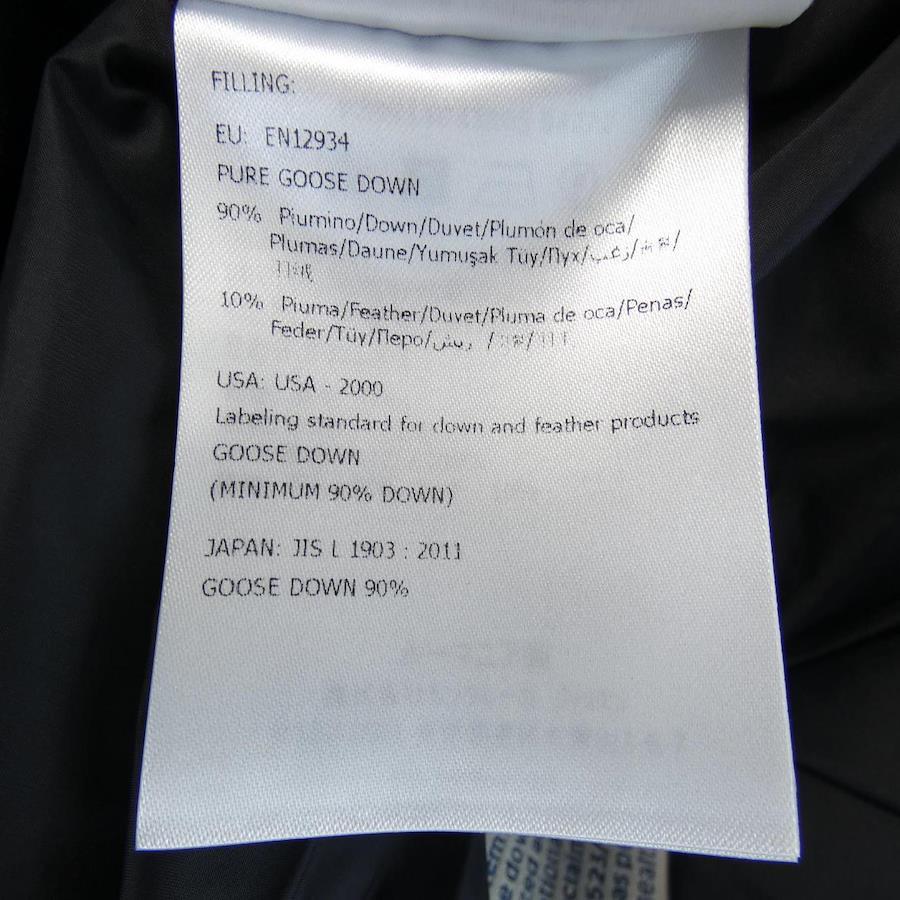 FILLING:
EU: EN12934
PURE GOOSE DOWN
90% Piumino/Down/Duvet/Plumón de oca/
Plumas/Daune/Yumuşak Tüy/Пух/زغب/
10% Piuma/Feather/Duvet/Pluma de oca/Penas/
Feder/Tüy/Перо/ريش/
USA: USA - 2000
Labeling standard for down and feather products
GOOSE DOWN
(MINIMUM 90% DOWN)
JAPAN: JIS L 1903 : 2011
GOOSE DOWN 90%